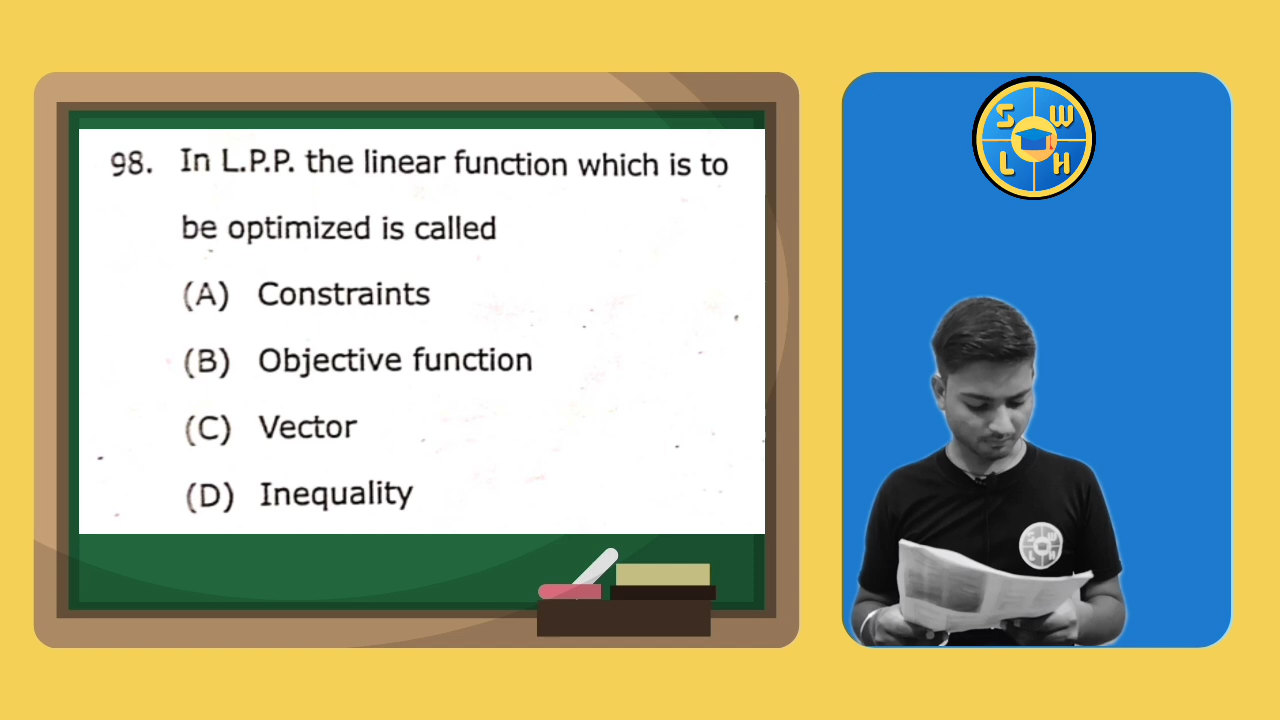 98. In L.P.P. the linear function which is to
be optimized is called
(A) Constraints
(B) Objective function
(C) Vector
(D) Inequality
S W
L H